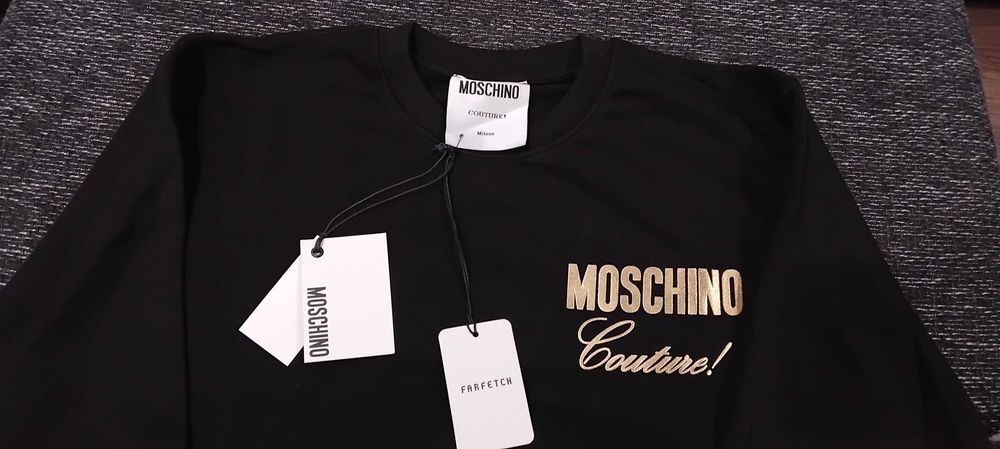 MOSCHINO
COUTURE!
Milano
MOSCHINO
FARFETCH
MOSCHINO
Couture!